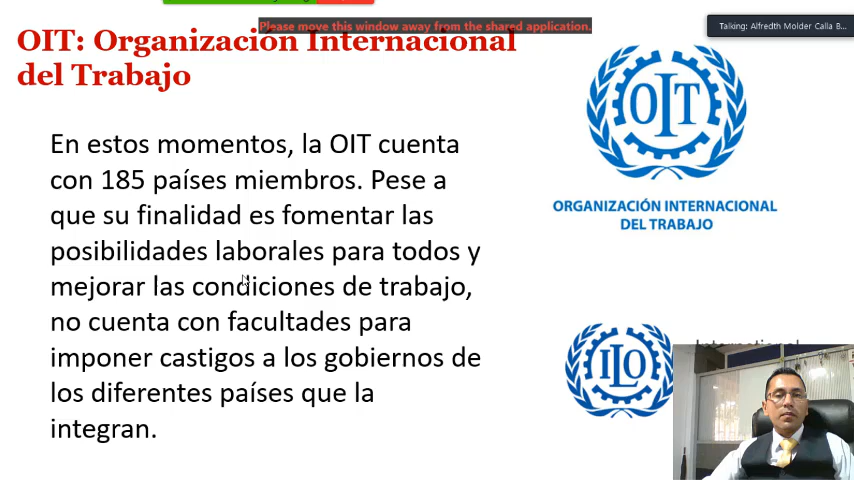 Please move this window away from the shared application.
Talking: Alfredth Molder Calla B...
OIT: Organización Internacional
del Trabajo
OIT
ORGANIZACIÓN INTERNACIONAL
DEL TRABAJO
En estos momentos, la OIT cuenta
con 185 países miembros. Pese a
que su finalidad es fomentar las
posibilidades laborales para todos y
mejorar las condiciones de trabajo,
no cuenta con facultades para
imponer castigos a los gobiernos de
los diferentes países que la
integran.
ILO